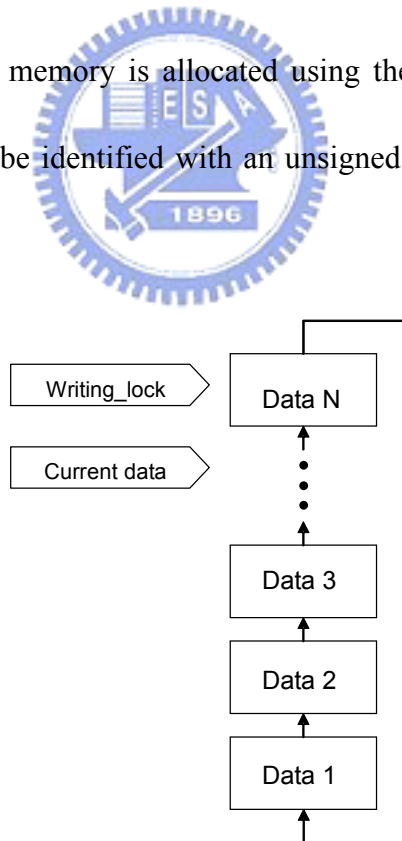 memory is allocated using the
E S A
be identified with an unsigned
1896
Writing_lock
Data N
Current data
Data 3
Data 2
Data 1